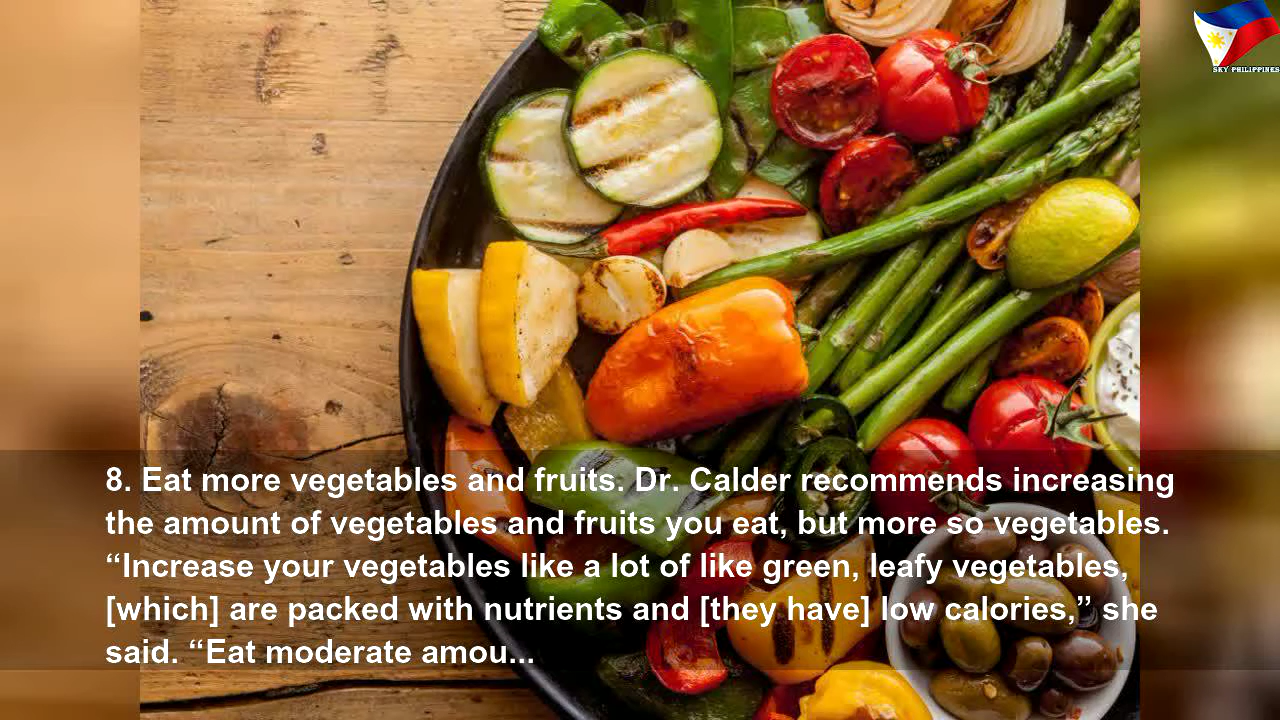 SKY PHILIPPINES
8. Eat more vegetables and fruits. Dr. Calder recommends increasing
the amount of vegetables and fruits you eat, but more so vegetables.
“Increase your vegetables like a lot of like green, leafy vegetables,
[which] are packed with nutrients and [they have] low calories,” she
said. “Eat moderate amou...